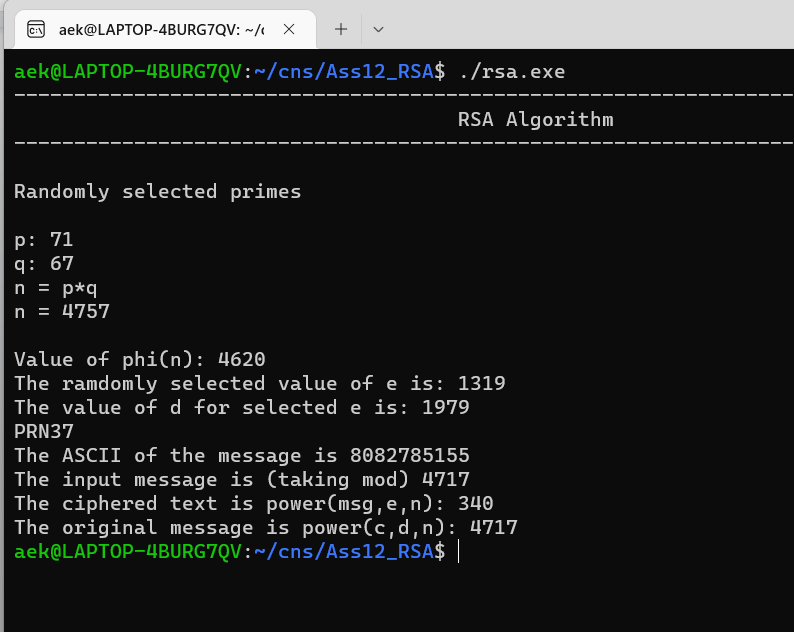 aek@LAPTOP-4BURG7QV: ~/c
aek@LAPTOP-4BURG7QV:~/cns/Ass12_RSA$ ./rsa.exe
-----------------------------------------------------------------
RSA Algorithm
-----------------------------------------------------------------
Randomly selected primes
p: 71
q: 67
n = p*q
n = 4757
Value of phi(n): 4620
The ramdomly selected value of e is: 1319
The value of d for selected e is: 1979
PRN37
The ASCII of the message is 8082785155
The input message is (taking mod) 4717
The ciphered text is power(msg,e,n): 340
The original message is power(c,d,n): 4717
aek@LAPTOP-4BURG7QV:~/cns/Ass12_RSA$